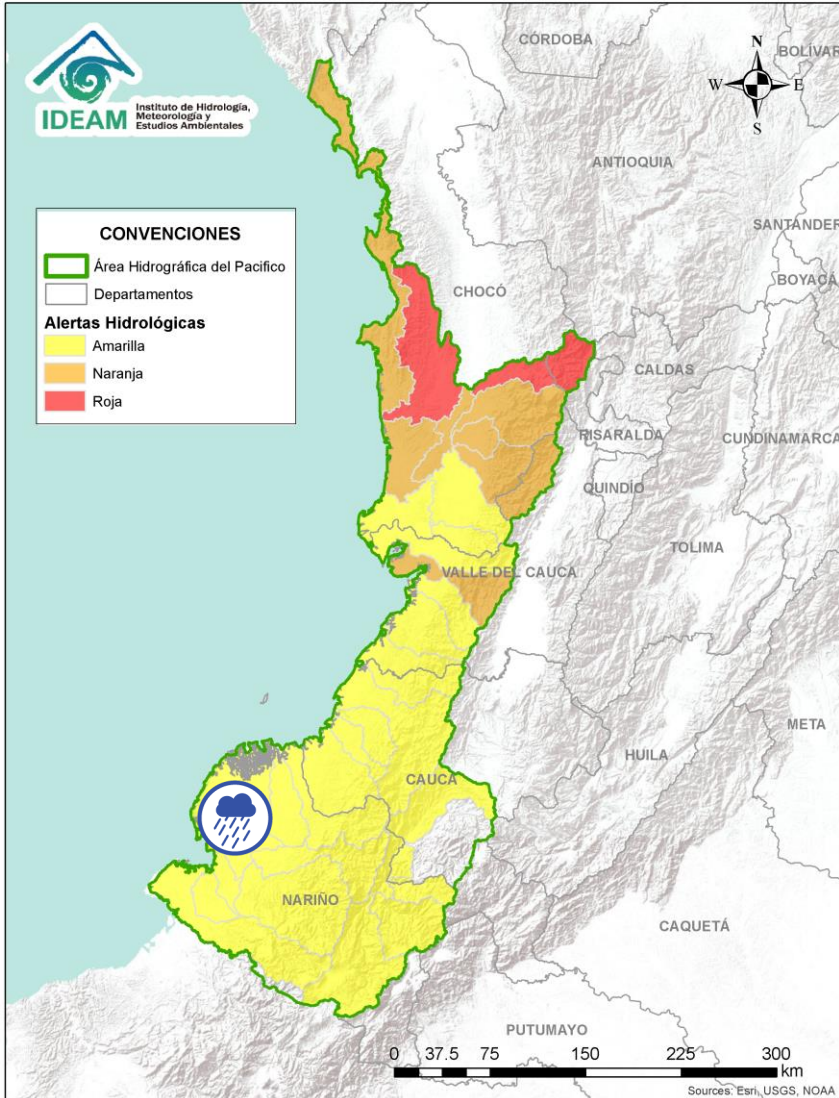 IDEAM
Instituto de Hidrología,
Meteorología y
Estudios Ambientales
CÓRDOBA
BOLÍVAR
N
W
E
S
ANTIOQUIA
SANTANDER
BOYACÁ
CONVENCIONES
Área Hidrográfica del Pacifico
Departamentos
Alertas Hidrológicas
Amarilla
Naranja
Roja
CHOCÓ
CALDAS
RISARALDA
CUNDINAMARCA
QUINDÍO
TOLIMA
VALLE DEL CAUCA
META
HUILA
CAUCA
NARIÑO
CAQUETÁ
PUTUMAYO
0 37.5 75 150 225 300
km
Sources: Esri, USGS, NOAA